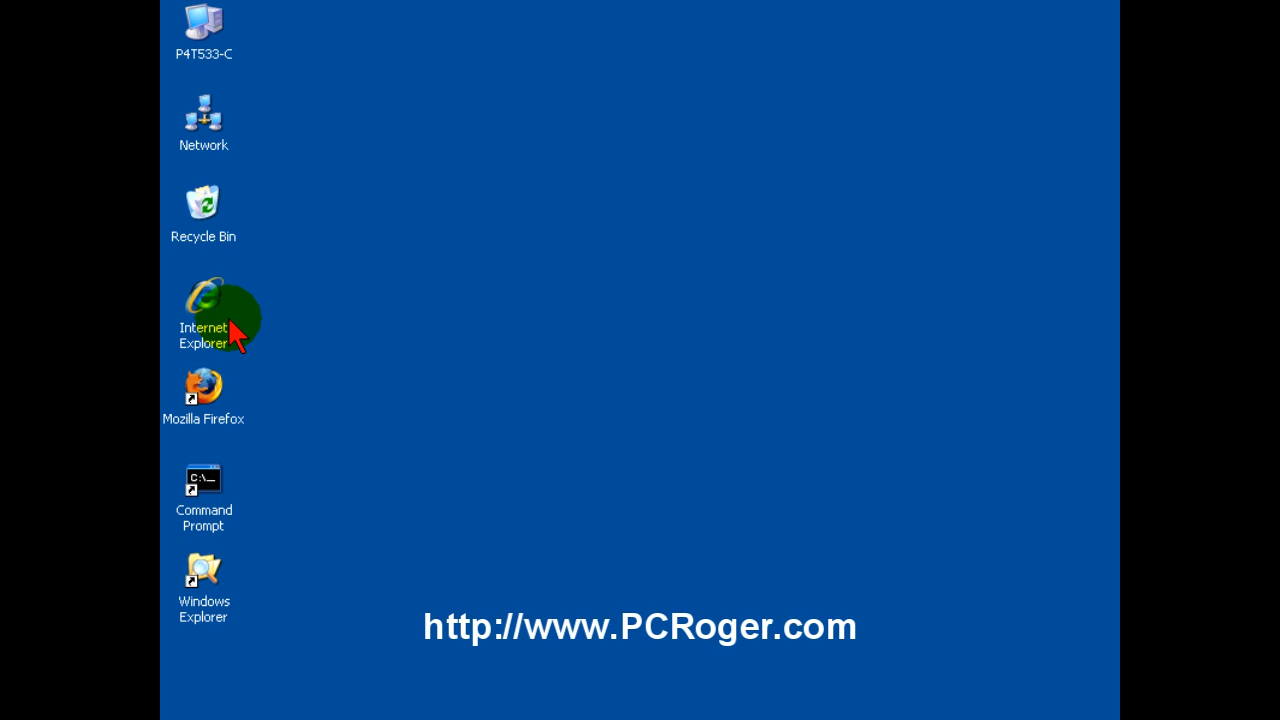 P4T533-C
Network
Recycle Bin
Internet
Explorer
Mozilla Firefox
C:\_
Command
Prompt
Windows
Explorer
http://www.PCRoger.com